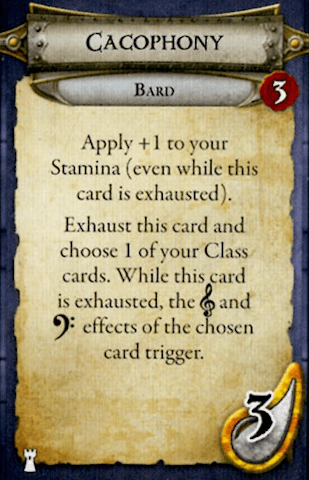 Cacophony
Bard
3
Apply +1 to your
Stamina (even while this
card is exhausted).
Exhaust this card and
choose 1 of your Class
cards. While this card
is exhausted, the 𝄞 and
𝄢 effects of the chosen
card trigger.
3